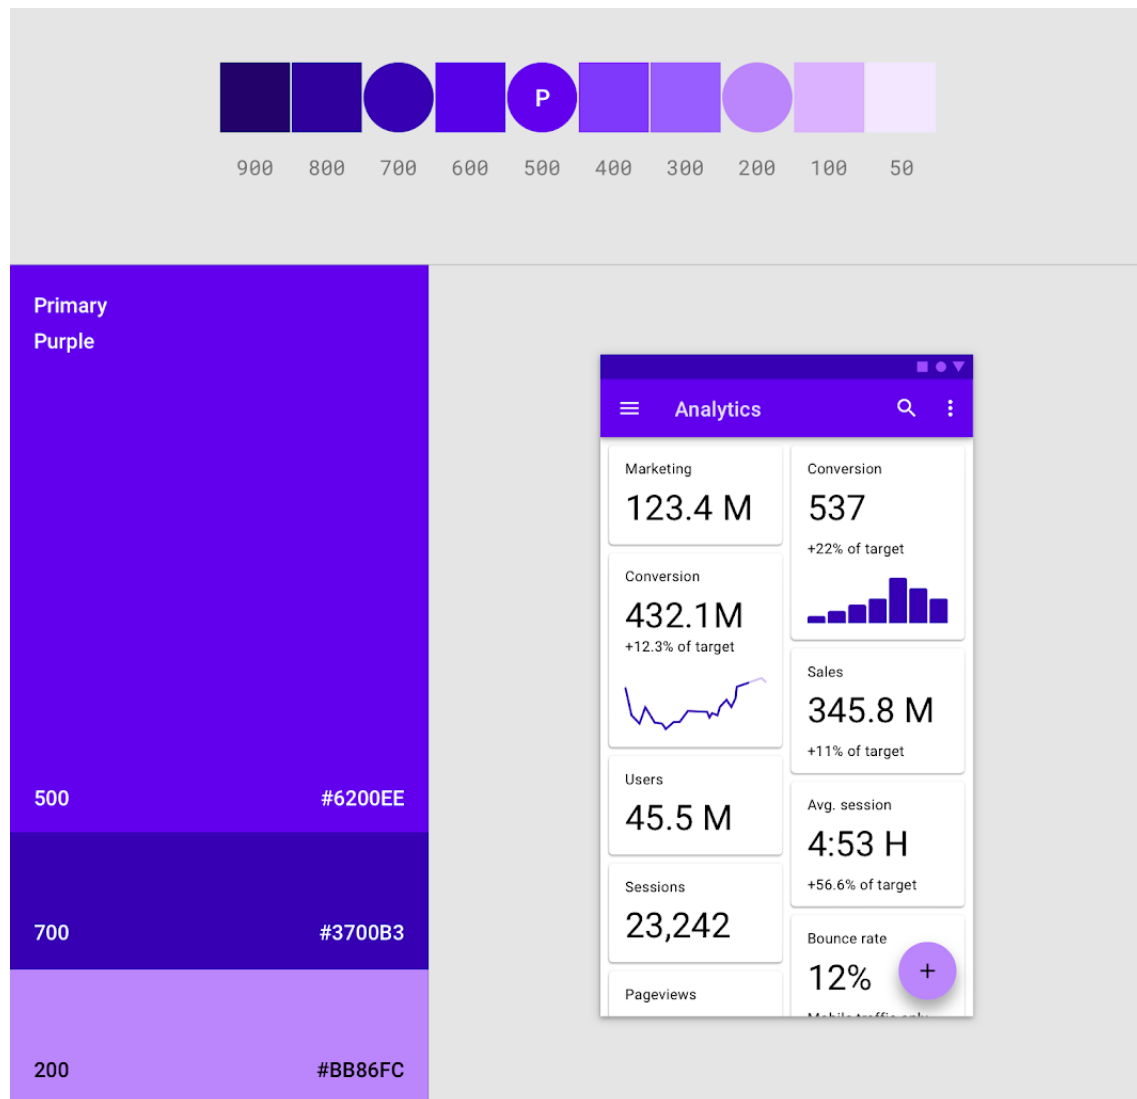 P
900 800 700 600 500 400 300 200 100 50
Primary
Purple
500 #6200EE
700 #3700B3
200 #BB86FC
Analytics
Marketing
123.4 M
Conversion
432.1M
+12.3% of target
Users
45.5 M
Sessions
23,242
Pageviews
Conversion
537
+22% of target
Sales
345.8 M
+11% of target
Avg. session
4:53 H
+56.6% of target
Bounce rate
12%
+
Mobile traffic only